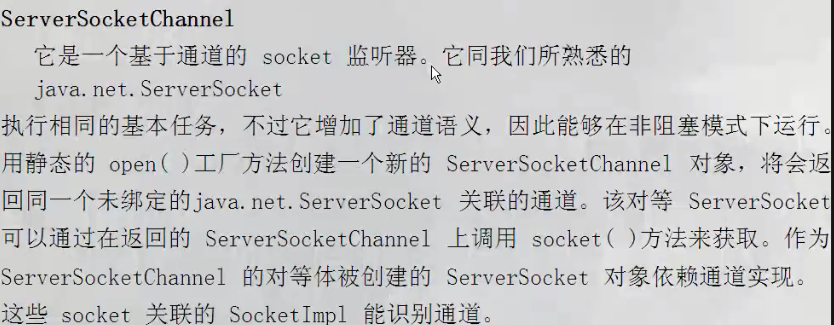 ServerSocketChannel
它是一个基于通道的 socket 监听器。它同我们所熟悉的
java.net.ServerSocket
执行相同的基本任务，不过它增加了通道语义，因此能够在非阻塞模式下运行。
用静态的 open( )工厂方法创建一个新的 ServerSocketChannel 对象，将会返
回同一个未绑定的java.net.ServerSocket 关联的通道。该对等 ServerSocket
可以通过在返回的 ServerSocketChannel 上调用 socket( )方法来获取。作为
ServerSocketChannel 的对等体被创建的 ServerSocket 对象依赖通道实现。
这些 socket 关联的 SocketImpl 能识别通道。